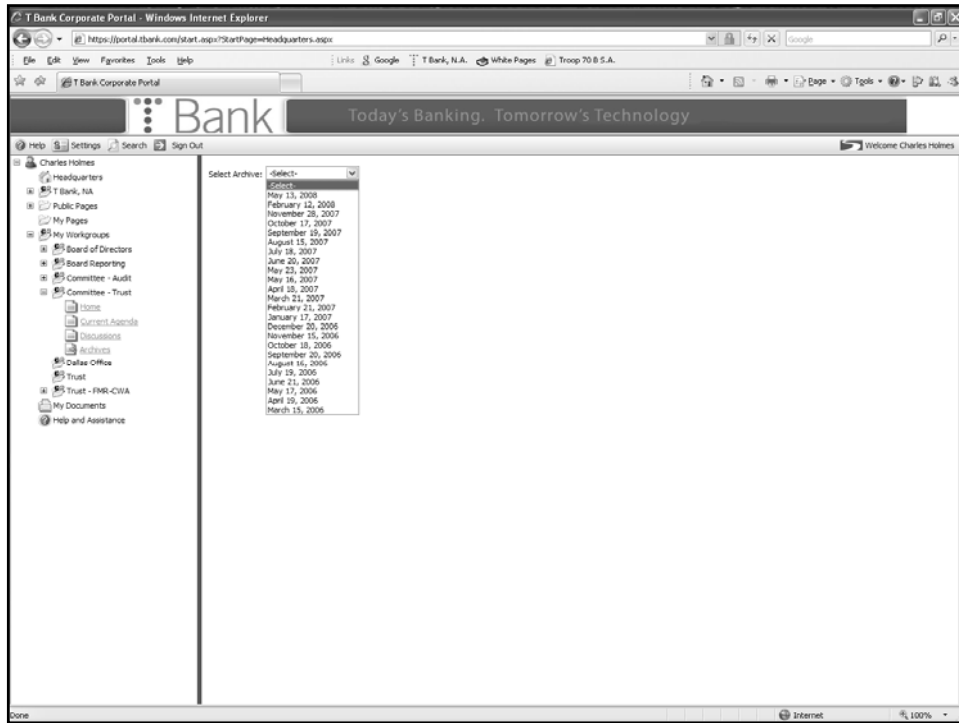 T Bank Corporate Portal - Windows Internet Explorer
https://portal.tbank.com/start.aspx?StartPage=Headquarters.aspx
Google
File Edit View Favorites Tools Help
Links Google T Bank, N.A. White Pages Troop 70 B.S.A.
T Bank Corporate Portal
Page Tools
T Bank
Today's Banking. Tomorrow's Technology
Help Settings Search Sign Out
Welcome Charles Holmes
Charles Holmes
Headquarters
T Bank, NA
Public Pages
My Pages
My Workgroups
Board of Directors
Board Reporting
Committee - Audit
Committee - Trust
Home
Current Agenda
Discussions
Archives
Dallas Office
Trust
Trust - FMR-CWA
My Documents
Help and Assistance
Select Archive: -Select-
-Select-
May 13, 2008
February 12, 2008
November 28, 2007
October 17, 2007
September 19, 2007
August 15, 2007
July 18, 2007
June 20, 2007
May 23, 2007
May 16, 2007
April 18, 2007
March 21, 2007
February 21, 2007
January 17, 2007
December 20, 2006
November 15, 2006
October 18, 2006
September 20, 2006
August 16, 2006
July 19, 2006
June 21, 2006
May 17, 2006
April 19, 2006
March 15, 2006
Done
Internet
100%